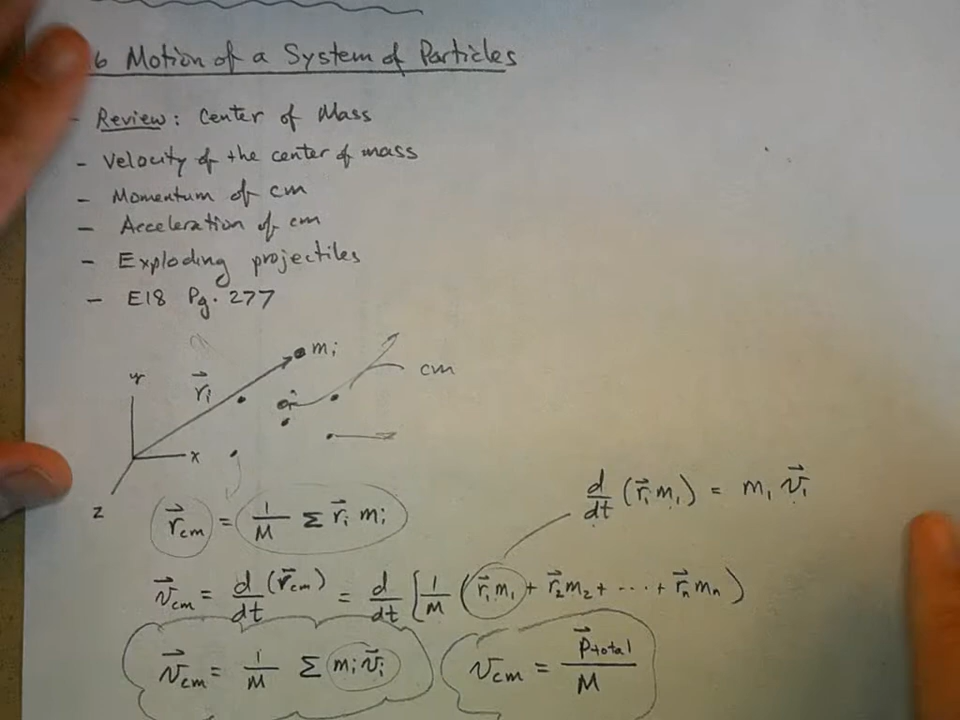 6 Motion of a System of Particles
- Review: Center of Mass
- Velocity of the center of mass
- Momentum of cm
- Acceleration of cm
- Exploding projectiles
- E18 Pg. 277
mᵢ
cm
y
r⃗ᵢ
x
z
d/dt (r⃗₁m₁) = m₁ v⃗₁
r⃗cm = 1/M Σ r⃗ᵢ mᵢ
v⃗cm = d/dt (r⃗cm) = d/dt [1/M (r⃗₁m₁ + r⃗₂m₂ + ⋯ + r⃗ₙmₙ)
v⃗cm = 1/M Σ mᵢv⃗ᵢ
vcm = P⃗total/M